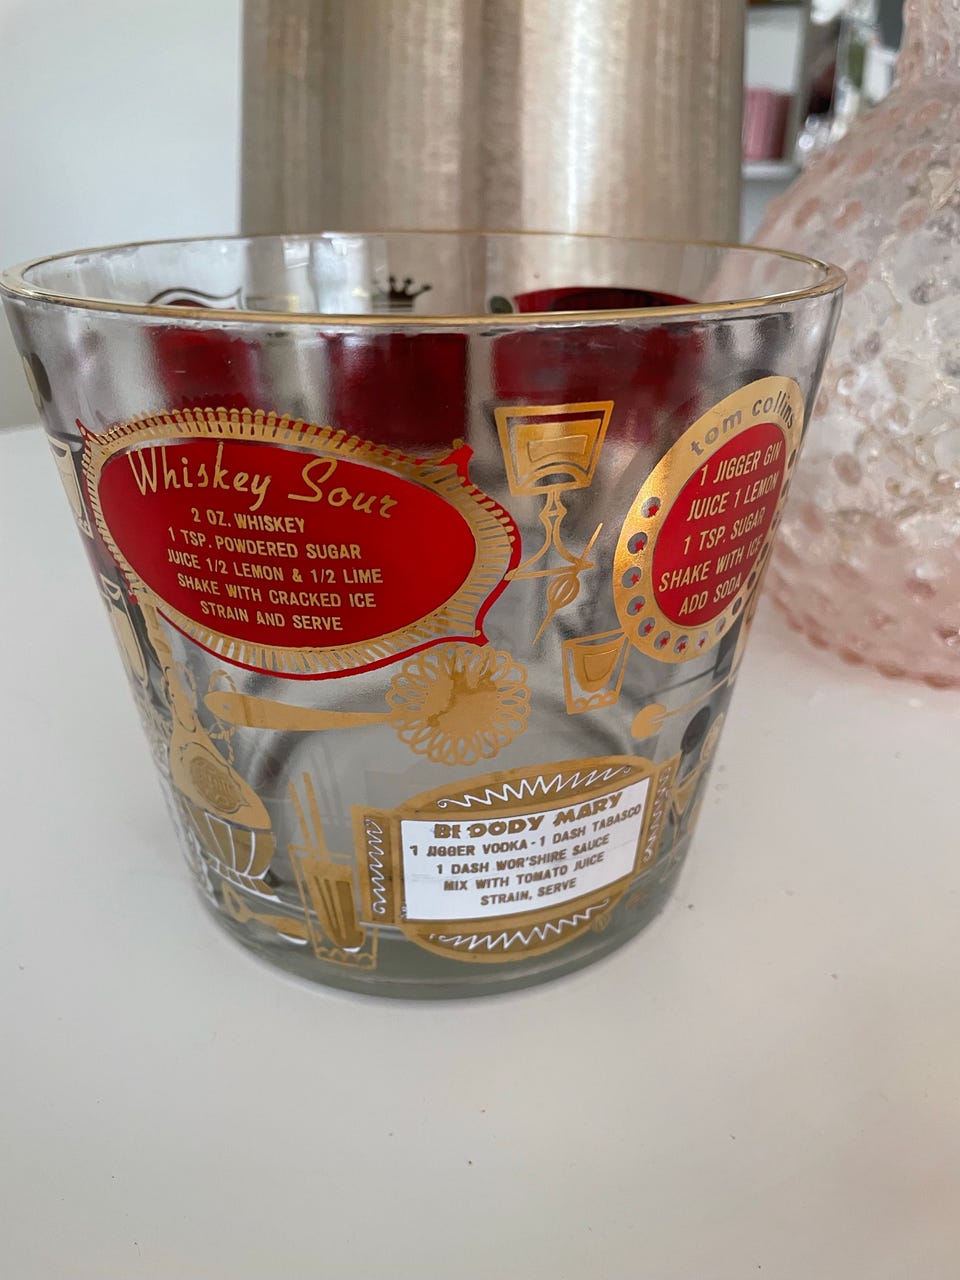 Whiskey Sour
2 OZ. WHISKEY
1 TSP. POWDERED SUGAR
JUICE 1/2 LEMON & 1/2 LIME
SHAKE WITH CRACKED ICE
STRAIN AND SERVE
tom collins
1 JIGGER GIN
JUICE 1 LEMON
1 TSP. SUGAR
SHAKE WITH ICE
ADD SODA
BLOODY MARY
1 JIGGER VODKA - 1 DASH TABASCO
1 DASH WOR'SHIRE SAUCE
MIX WITH TOMATO JUICE
STRAIN, SERVE